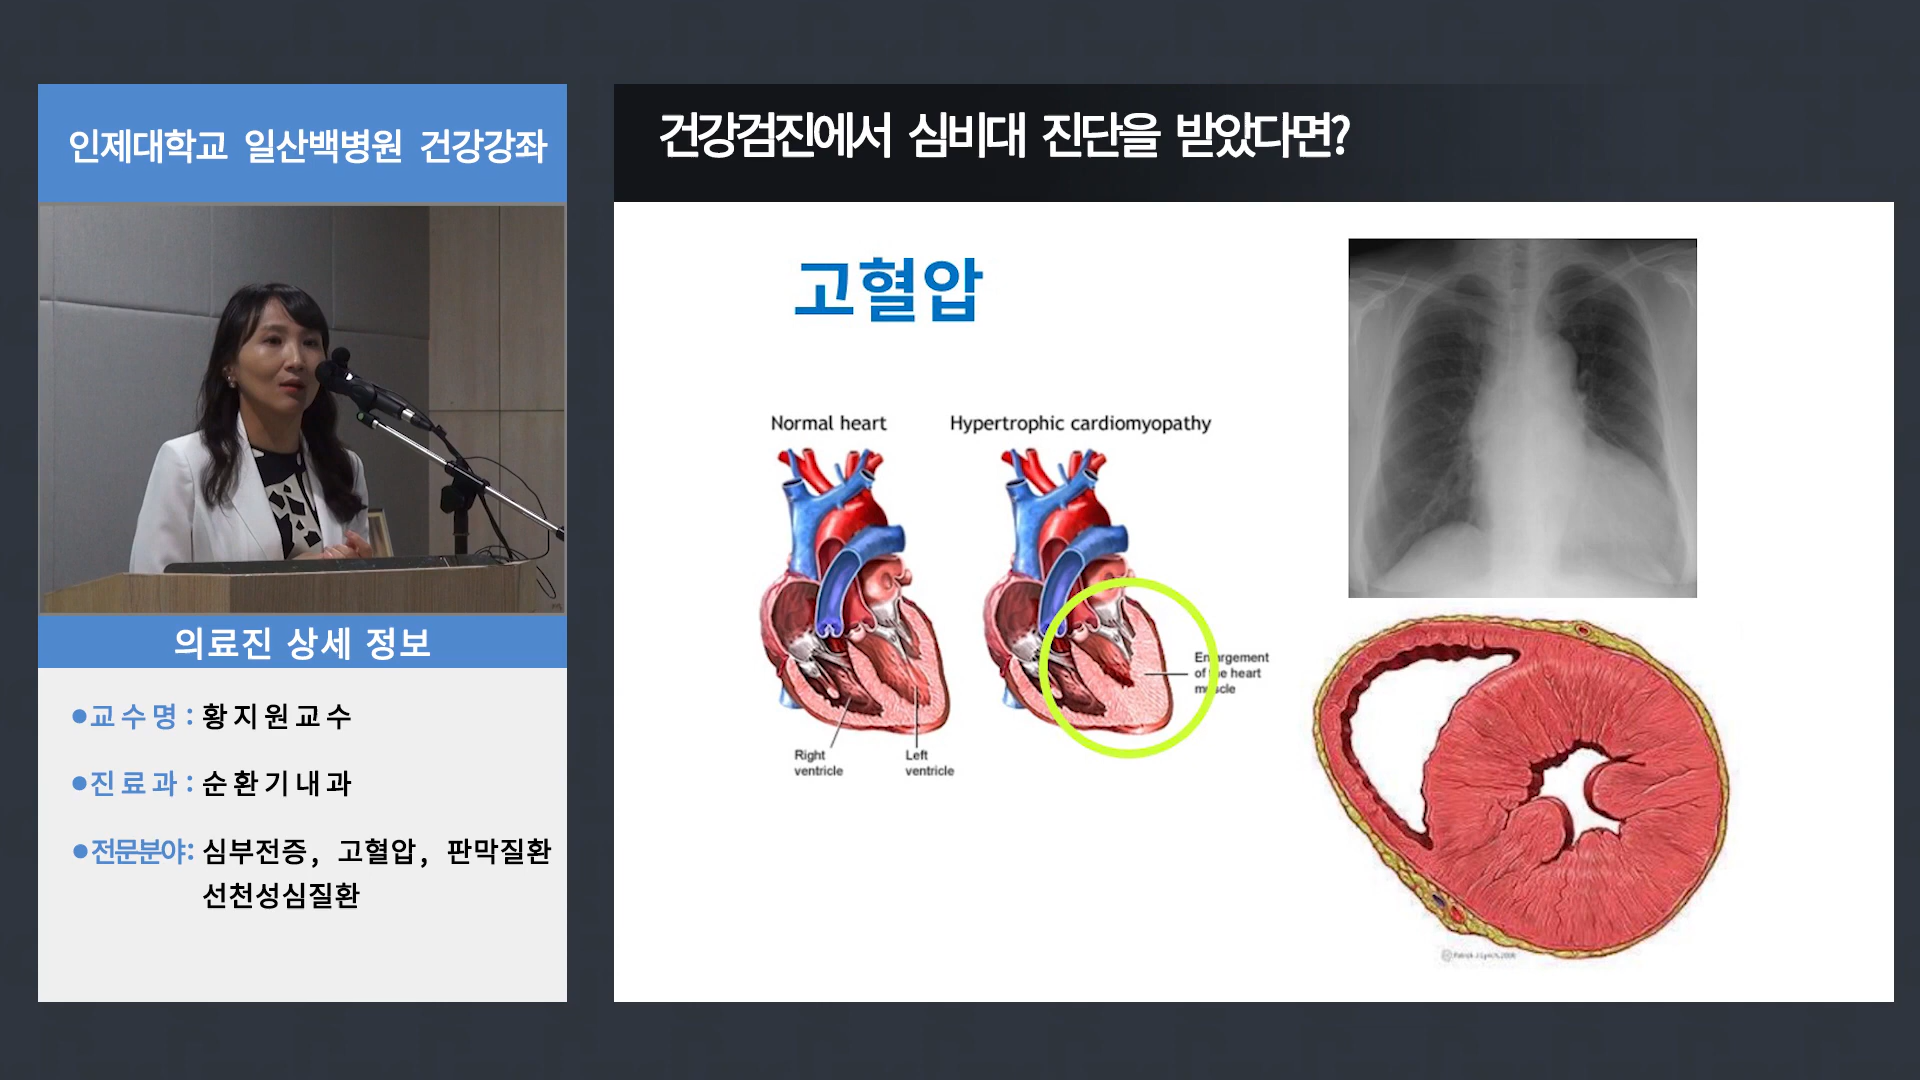 인제대학교 일산백병원 건강강좌
건강검진에서 심비대 진단을 받았다면?
의료진 상세 정보
●교수명 : 황지원교수
●진료과 : 순환기내과
●전문분야: 심부전증, 고혈압, 판막질환
선천성심질환
고혈압
Normal heart
Hypertrophic cardiomyopathy
Right
ventricle
Left
ventricle
Enlargement
of the heart
muscle